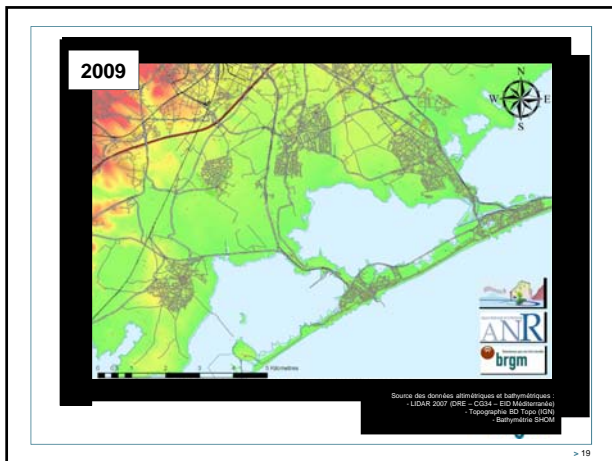 2009
N
W E
S
5 Kilometres
ANR
brgm
Source des données altimétriques et bathymétriques :
- LIDAR 2007 (DRE – CG34 – EID Méditerranée)
- Topographie BD Topo (IGN)
- Bathymétrie SHOM
> 19